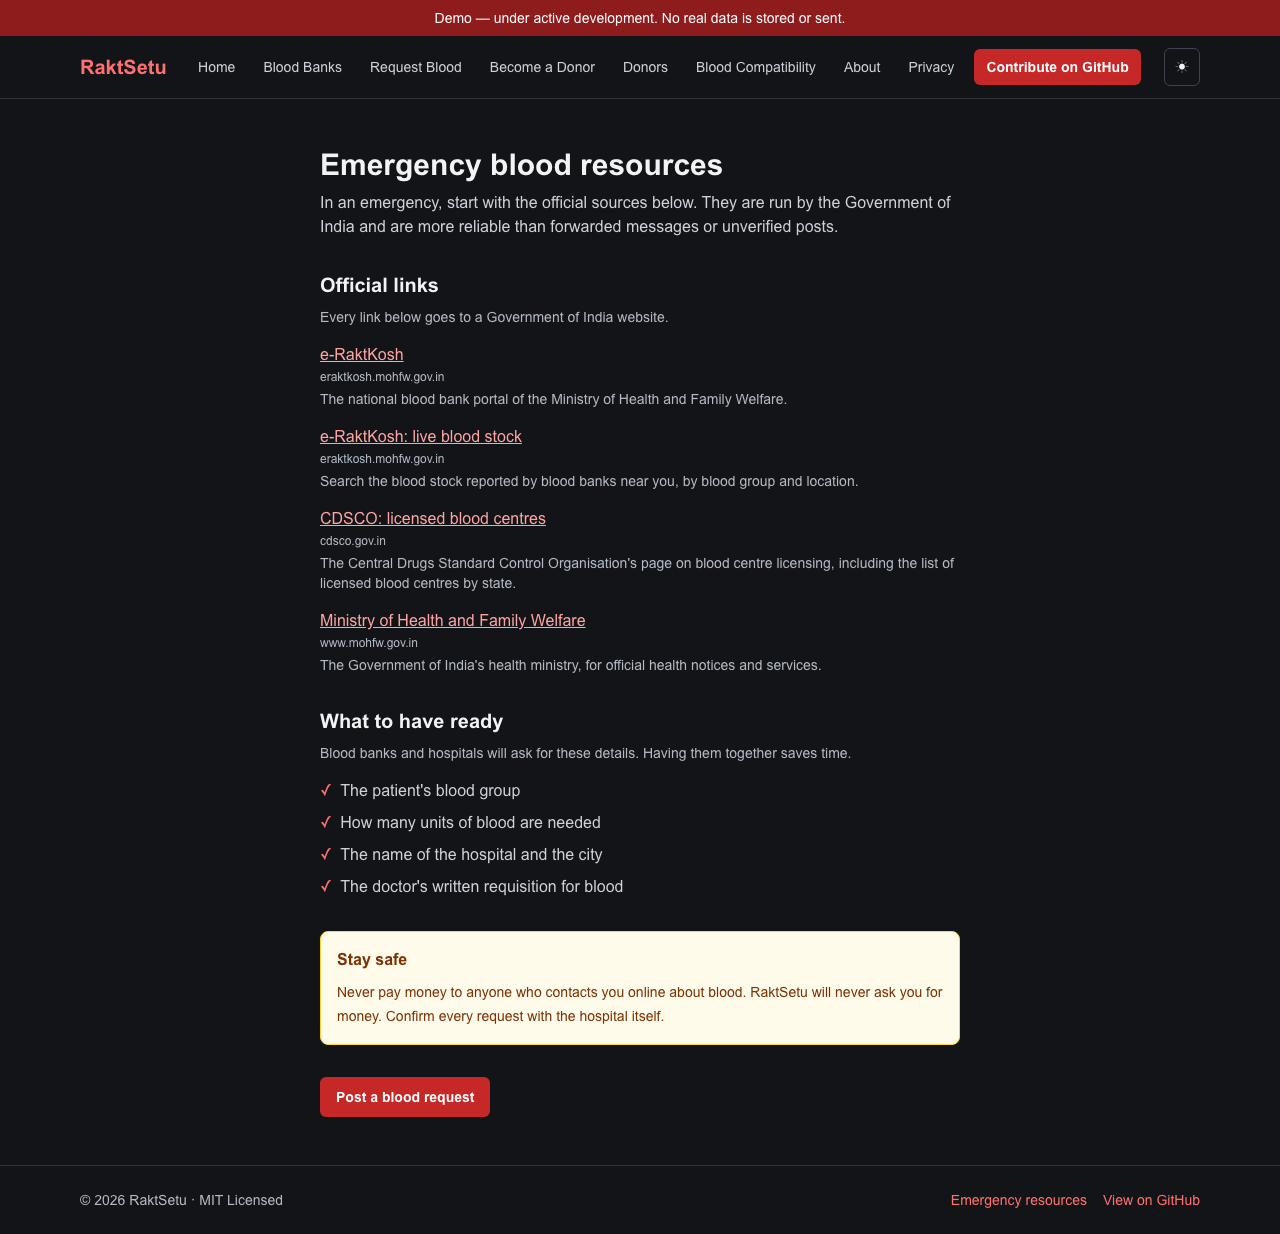 Demo — under active development. No real data is stored or sent.
RaktSetu
Home
Blood Banks
Request Blood
Become a Donor
Donors
Blood Compatibility
About
Privacy
Contribute on GitHub
Emergency blood resources
In an emergency, start with the official sources below. They are run by the Government of
India and are more reliable than forwarded messages or unverified posts.
Official links
Every link below goes to a Government of India website.
e-RaktKosh
eraktkosh.mohfw.gov.in
The national blood bank portal of the Ministry of Health and Family Welfare.
e-RaktKosh: live blood stock
eraktkosh.mohfw.gov.in
Search the blood stock reported by blood banks near you, by blood group and location.
CDSCO: licensed blood centres
cdsco.gov.in
The Central Drugs Standard Control Organisation's page on blood centre licensing, including the list of
licensed blood centres by state.
Ministry of Health and Family Welfare
www.mohfw.gov.in
The Government of India's health ministry, for official health notices and services.
What to have ready
Blood banks and hospitals will ask for these details. Having them together saves time.
✓ The patient's blood group
✓ How many units of blood are needed
✓ The name of the hospital and the city
✓ The doctor's written requisition for blood
Stay safe
Never pay money to anyone who contacts you online about blood. RaktSetu will never ask you for
money. Confirm every request with the hospital itself.
Post a blood request
© 2026 RaktSetu · MIT Licensed
Emergency resources
View on GitHub